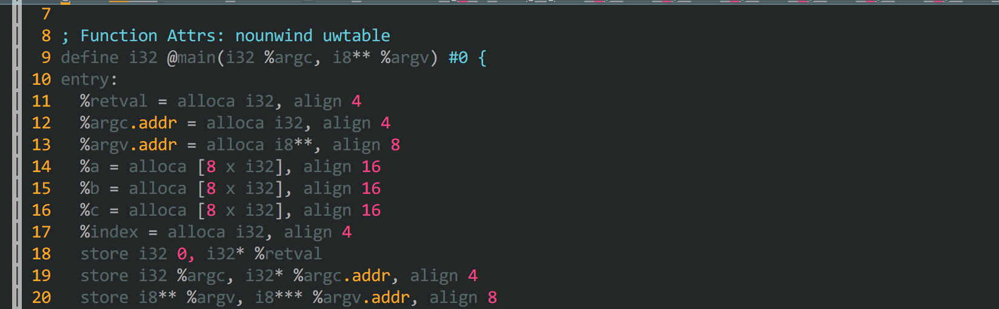 7
8 ; Function Attrs: nounwind uwtable
9 define i32 @main(i32 %argc, i8** %argv) #0 {
10 entry:
11   %retval = alloca i32, align 4
12   %argc.addr = alloca i32, align 4
13   %argv.addr = alloca i8**, align 8
14   %a = alloca [8 x i32], align 16
15   %b = alloca [8 x i32], align 16
16   %c = alloca [8 x i32], align 16
17   %index = alloca i32, align 4
18   store i32 0, i32* %retval
19   store i32 %argc, i32* %argc.addr, align 4
20   store i8** %argv, i8*** %argv.addr, align 8